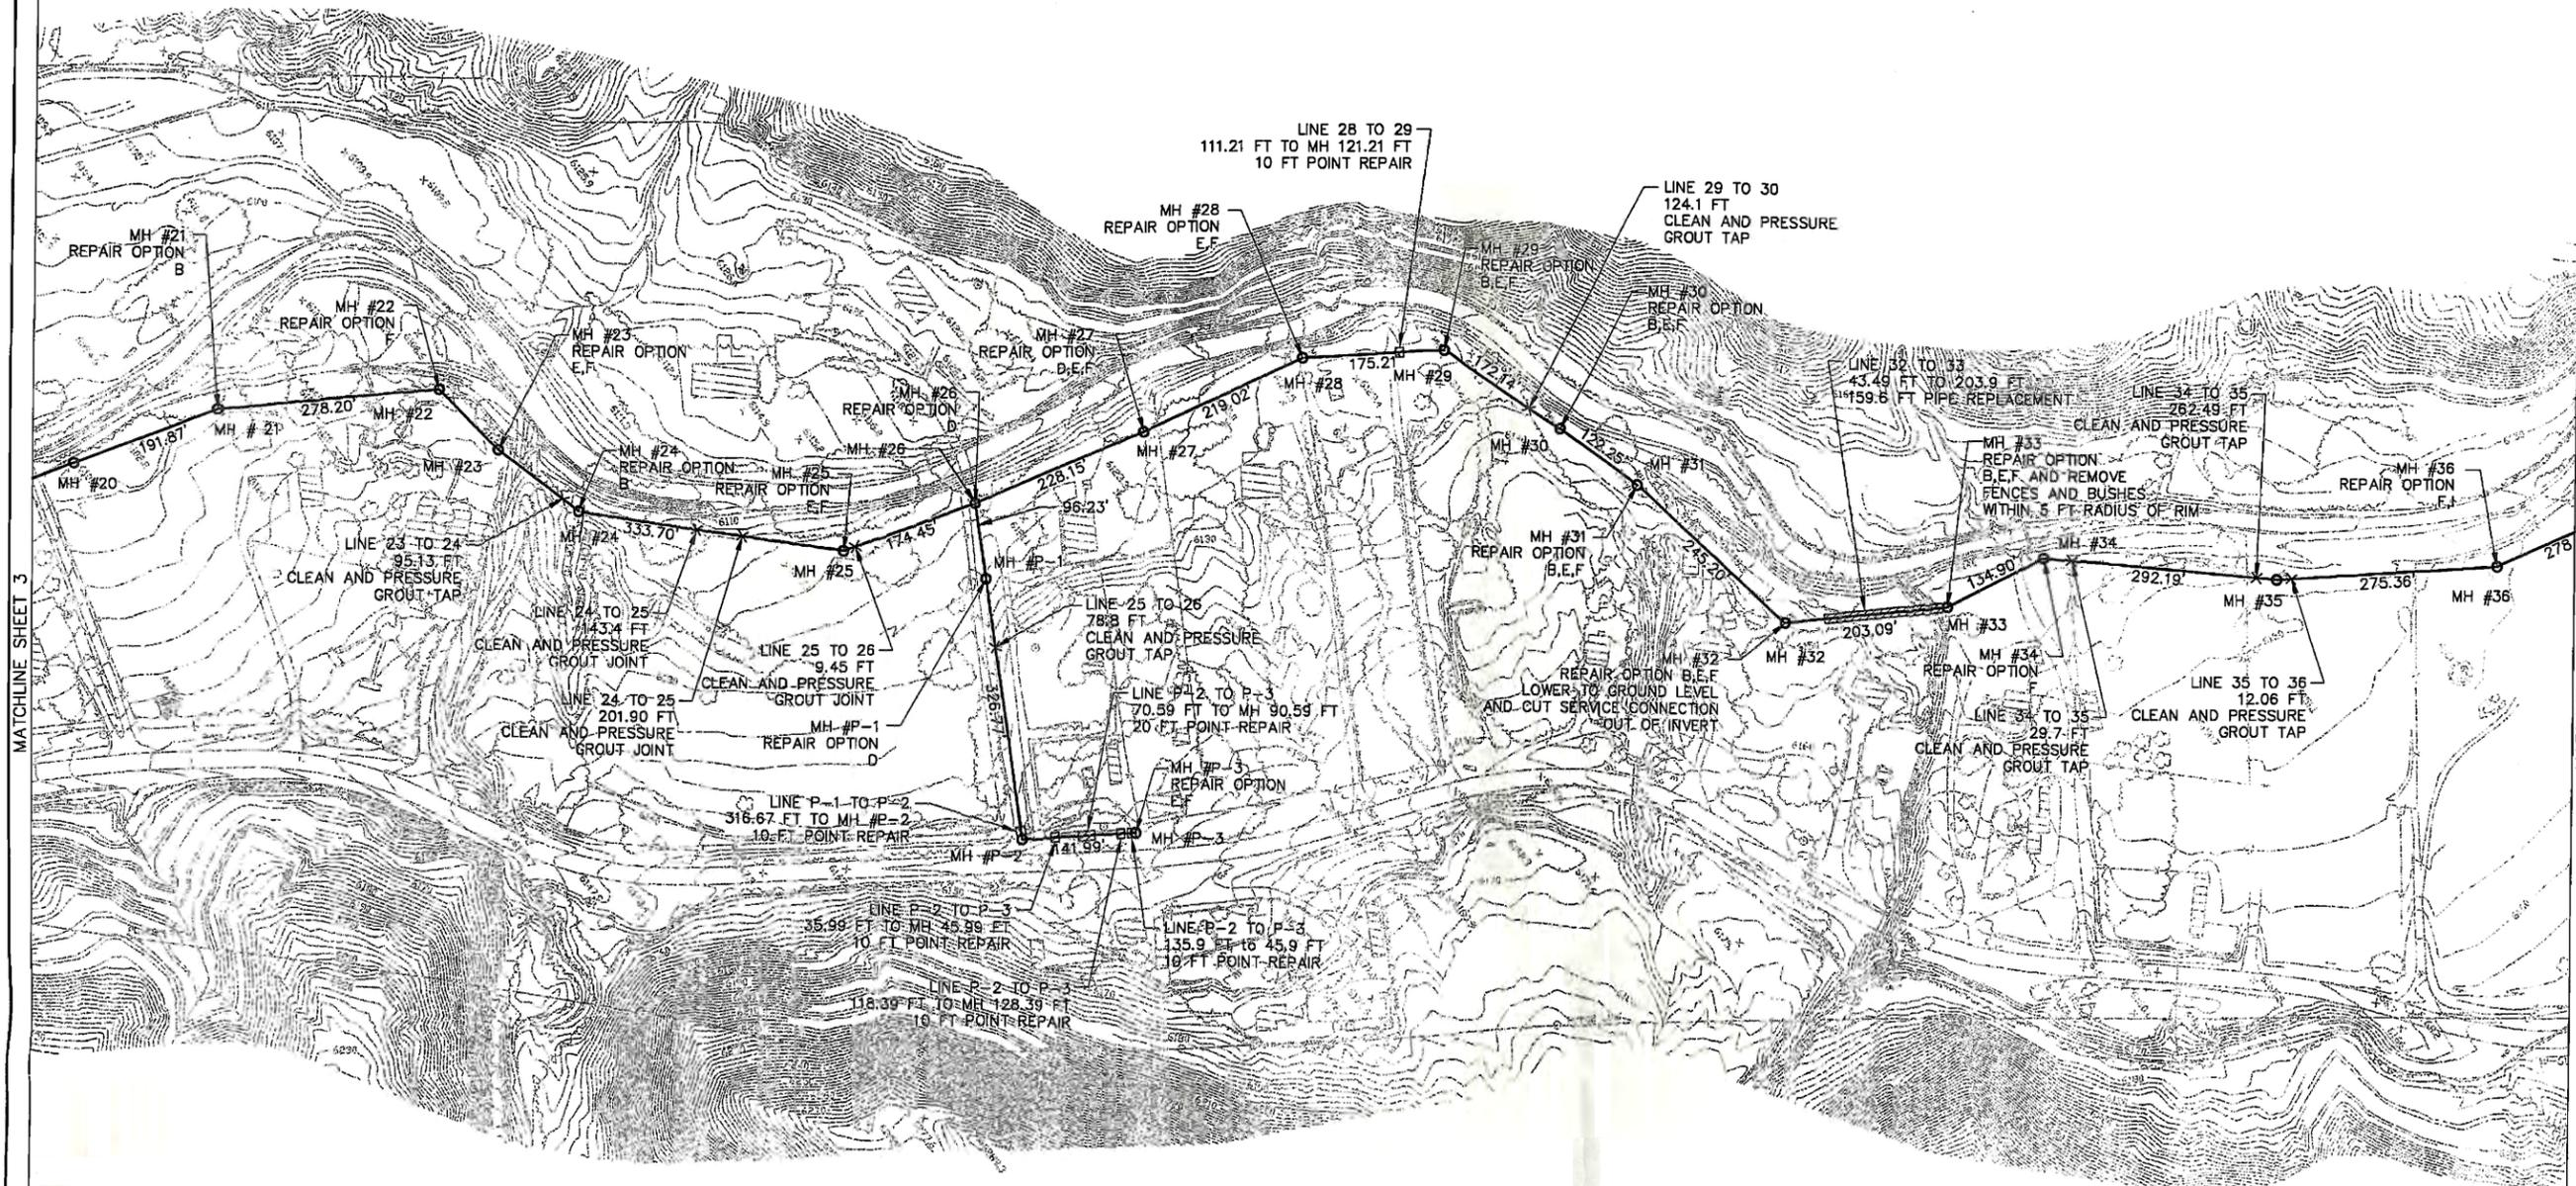 MATCHLINE SHEET 3
LINE 28 TO 29
111.21 FT TO MH 121.21 FT
10 FT POINT REPAIR
LINE 29 TO 30
124.1 FT
CLEAN AND PRESSURE
GROUT TAP
MH #28
REPAIR OPTION
E,F
MH #21
REPAIR OPTION
B
MH #29
REPAIR OPTION
B,E,F
MH #30
REPAIR OPTION
B,E,F
MH #22
REPAIR OPTION
F
MH #23
REPAIR OPTION
E,F
MH #27
REPAIR OPTION
D,E,F
MH #26
REPAIR OPTION
D
LINE 32 TO 33
43.49 FT TO 203.9 FT
159.6 FT PIPE REPLACEMENT
LINE 34 TO 35
262.49 FT
CLEAN AND PRESSURE
GROUT TAP
MH #33
REPAIR OPTION
B,E,F AND REMOVE
FENCES AND BUSHES
WITHIN 5 FT RADIUS OF RIM
MH #36
REPAIR OPTION
F,I
191.87'
278.20'
MH #22
MH # 21
MH #20
MH #23
MH #24
REPAIR OPTION
B
MH #25
REPAIR OPTION
E,F
MH #26
228.15'
219.02'
MH #27
MH #28
175.21'
MH #29
172.14'
MH #30
122.25'
MH #31
96.23'
333.70'
6110
MH #24
174.45'
MH #25
MH #P-1
6130
LINE 23 TO 24
95.13 FT
CLEAN AND PRESSURE
GROUT TAP
MH #31
REPAIR OPTION
B,E,F
245.20'
134.90'
MH #34
292.19'
MH #35
275.36'
MH #36
278
203.09'
MH #32
MH #33
LINE 24 TO 25
143.4 FT
CLEAN AND PRESSURE
GROUT JOINT
LINE 25 TO 26
9.45 FT
CLEAN AND PRESSURE
GROUT JOINT
LINE 25 TO 26
78.8 FT
CLEAN AND PRESSURE
GROUT TAP
LINE 24 TO 25
201.90 FT
CLEAN AND PRESSURE
GROUT JOINT
MH #P-1
REPAIR OPTION
D
LINE P-2 TO P-3
70.59 FT TO MH 90.59 FT
20 FT POINT REPAIR
MH #32
REPAIR OPTION B,E,F
LOWER TO GROUND LEVEL
AND CUT SERVICE CONNECTION
OUT OF INVERT
MH #34
REPAIR OPTION
F
LINE 34 TO 35
29.7 FT
CLEAN AND PRESSURE
GROUT TAP
LINE 35 TO 36
12.06 FT
CLEAN AND PRESSURE
GROUT TAP
MH #P-3
REPAIR OPTION
E,F
LINE P-1 TO P-2
316.67 FT TO MH #P-2
10 FT POINT REPAIR
MH #P-2
141.99'
MH #P-3
LINE P-2 TO P-3
35.99 FT TO MH 45.99 FT
10 FT POINT REPAIR
LINE P-2 TO P-3
135.9 FT to 45.9 FT
10 FT POINT REPAIR
LINE P-2 TO P-3
118.39 FT TO MH 128.39 FT
10 FT POINT REPAIR